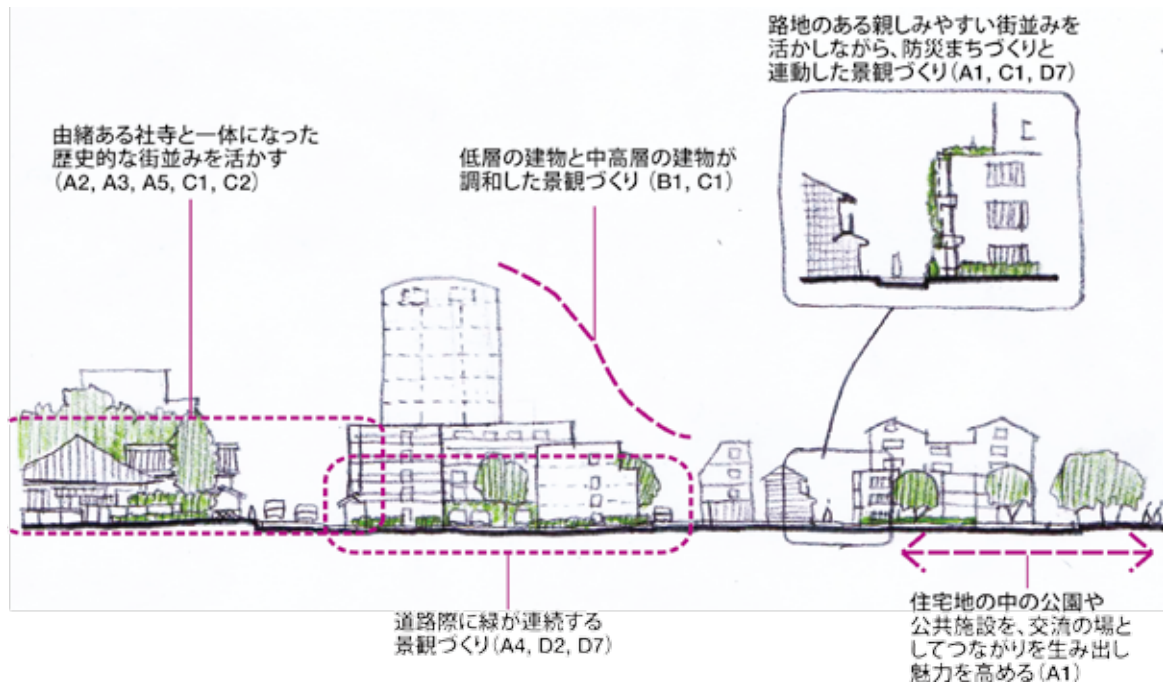 路地のある親しみやすい街並みを
活かしながら、防災まちづくりと
連動した景観づくり(A1, C1, D7)
由緒ある社寺と一体になった
歴史的な街並みを活かす
(A2, A3, A5, C1, C2)
低層の建物と中高層の建物が
調和した景観づくり (B1, C1)
道路際に緑が連続する
景観づくり(A4, D2, D7)
住宅地の中の公園や
公共施設を、交流の場と
してつながりを生み出し
魅力を高める(A1)